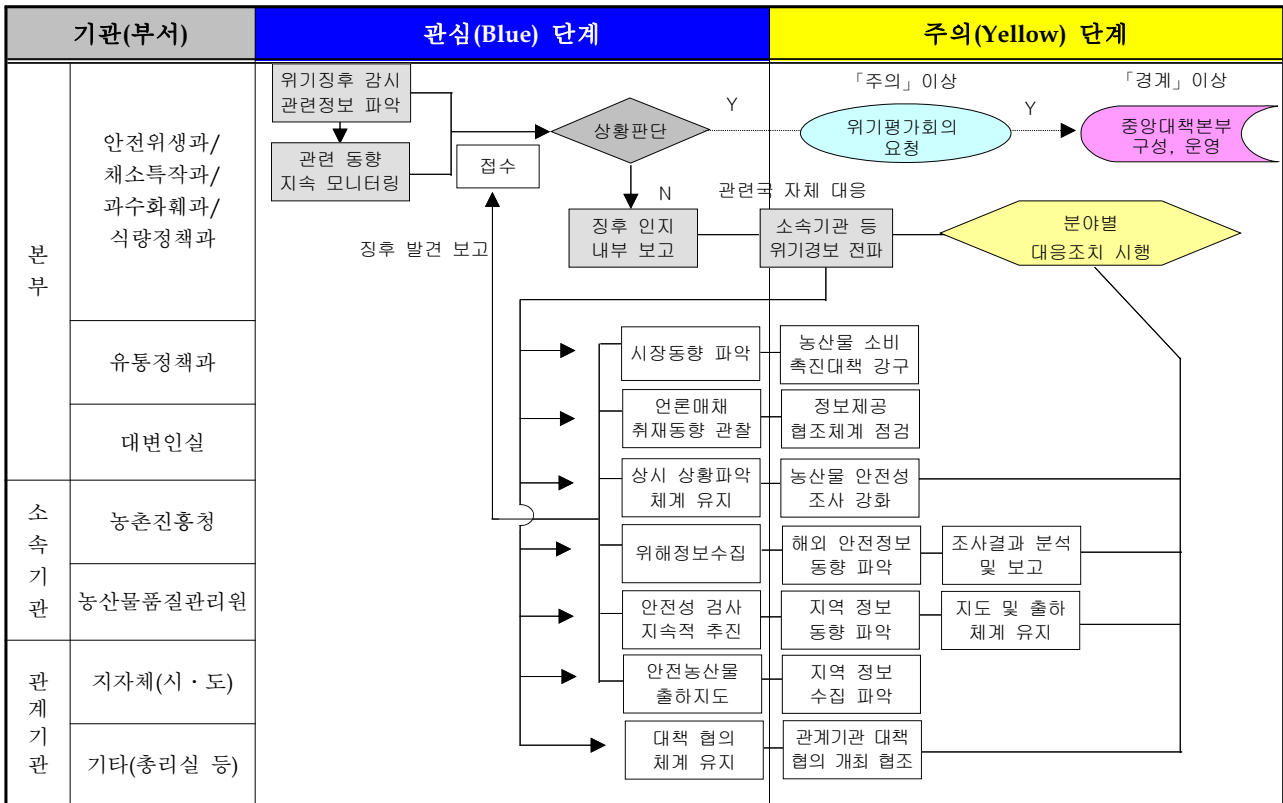 기관(부서)
관심(Blue) 단계
주의(Yellow) 단계
본
부
안전위생과/
채소특작과/
과수화훼과/
식량정책과
위기징후 감시
관련정보 파악
관련 동향
지속 모니터링
접수
상황판단
Y
N
「주의」이상
위기평가회의
요청
Y
「경계」이상
중앙대책본부
구성, 운영
징후 발견 보고
징후 인지
내부 보고
관련국 자체 대응
소속기관 등
위기경보 전파
분야별
대응조치 시행
유통정책과
시장동향 파악
농산물 소비
촉진대책 강구
대변인실
언론매채
취재동향 관찰
정보제공
협조체계 점검
소
속
기
관
농촌진흥청
상시 상황파악
체계 유지
농산물 안전성
조사 강화
위해정보수집
해외 안전정보
동향 파악
조사결과 분석
및 보고
농산물품질관리원
안전성 검사
지속적 추진
지역 정보
동향 파악
지도 및 출하
체계 유지
관
계
기
관
지자체(시·도)
안전농산물
출하지도
지역 정보
수집 파악
기타(총리실 등)
대책 협의
체계 유지
관계기관 대책
협의 개최 협조